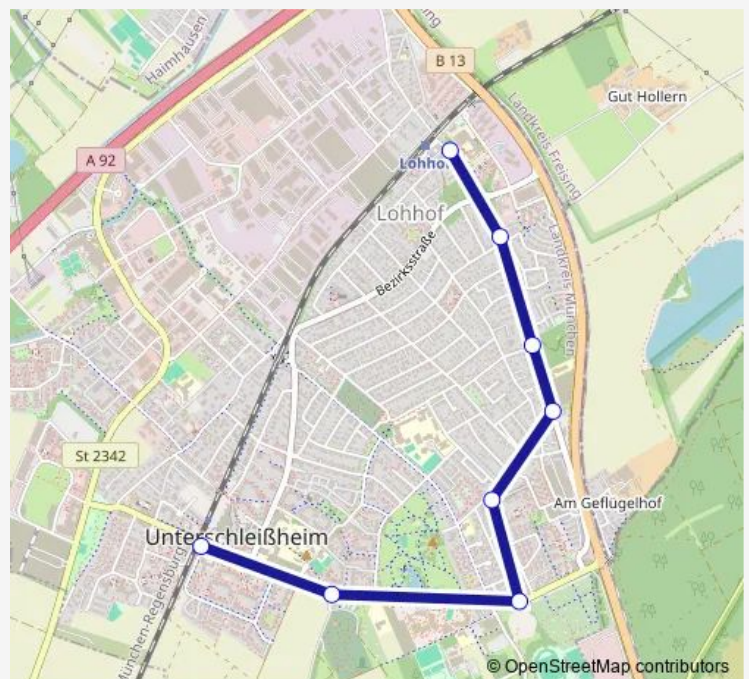 Haimhausen
B 13
Gut Hollern
Landkreis Freising
A 92
Lohhof
Lohhof
Bezirksstraße
Landkreis München
St 2342
Am Geflügelhof
Unterschleißheim
München-Regensburg
© OpenStreetMap contributors